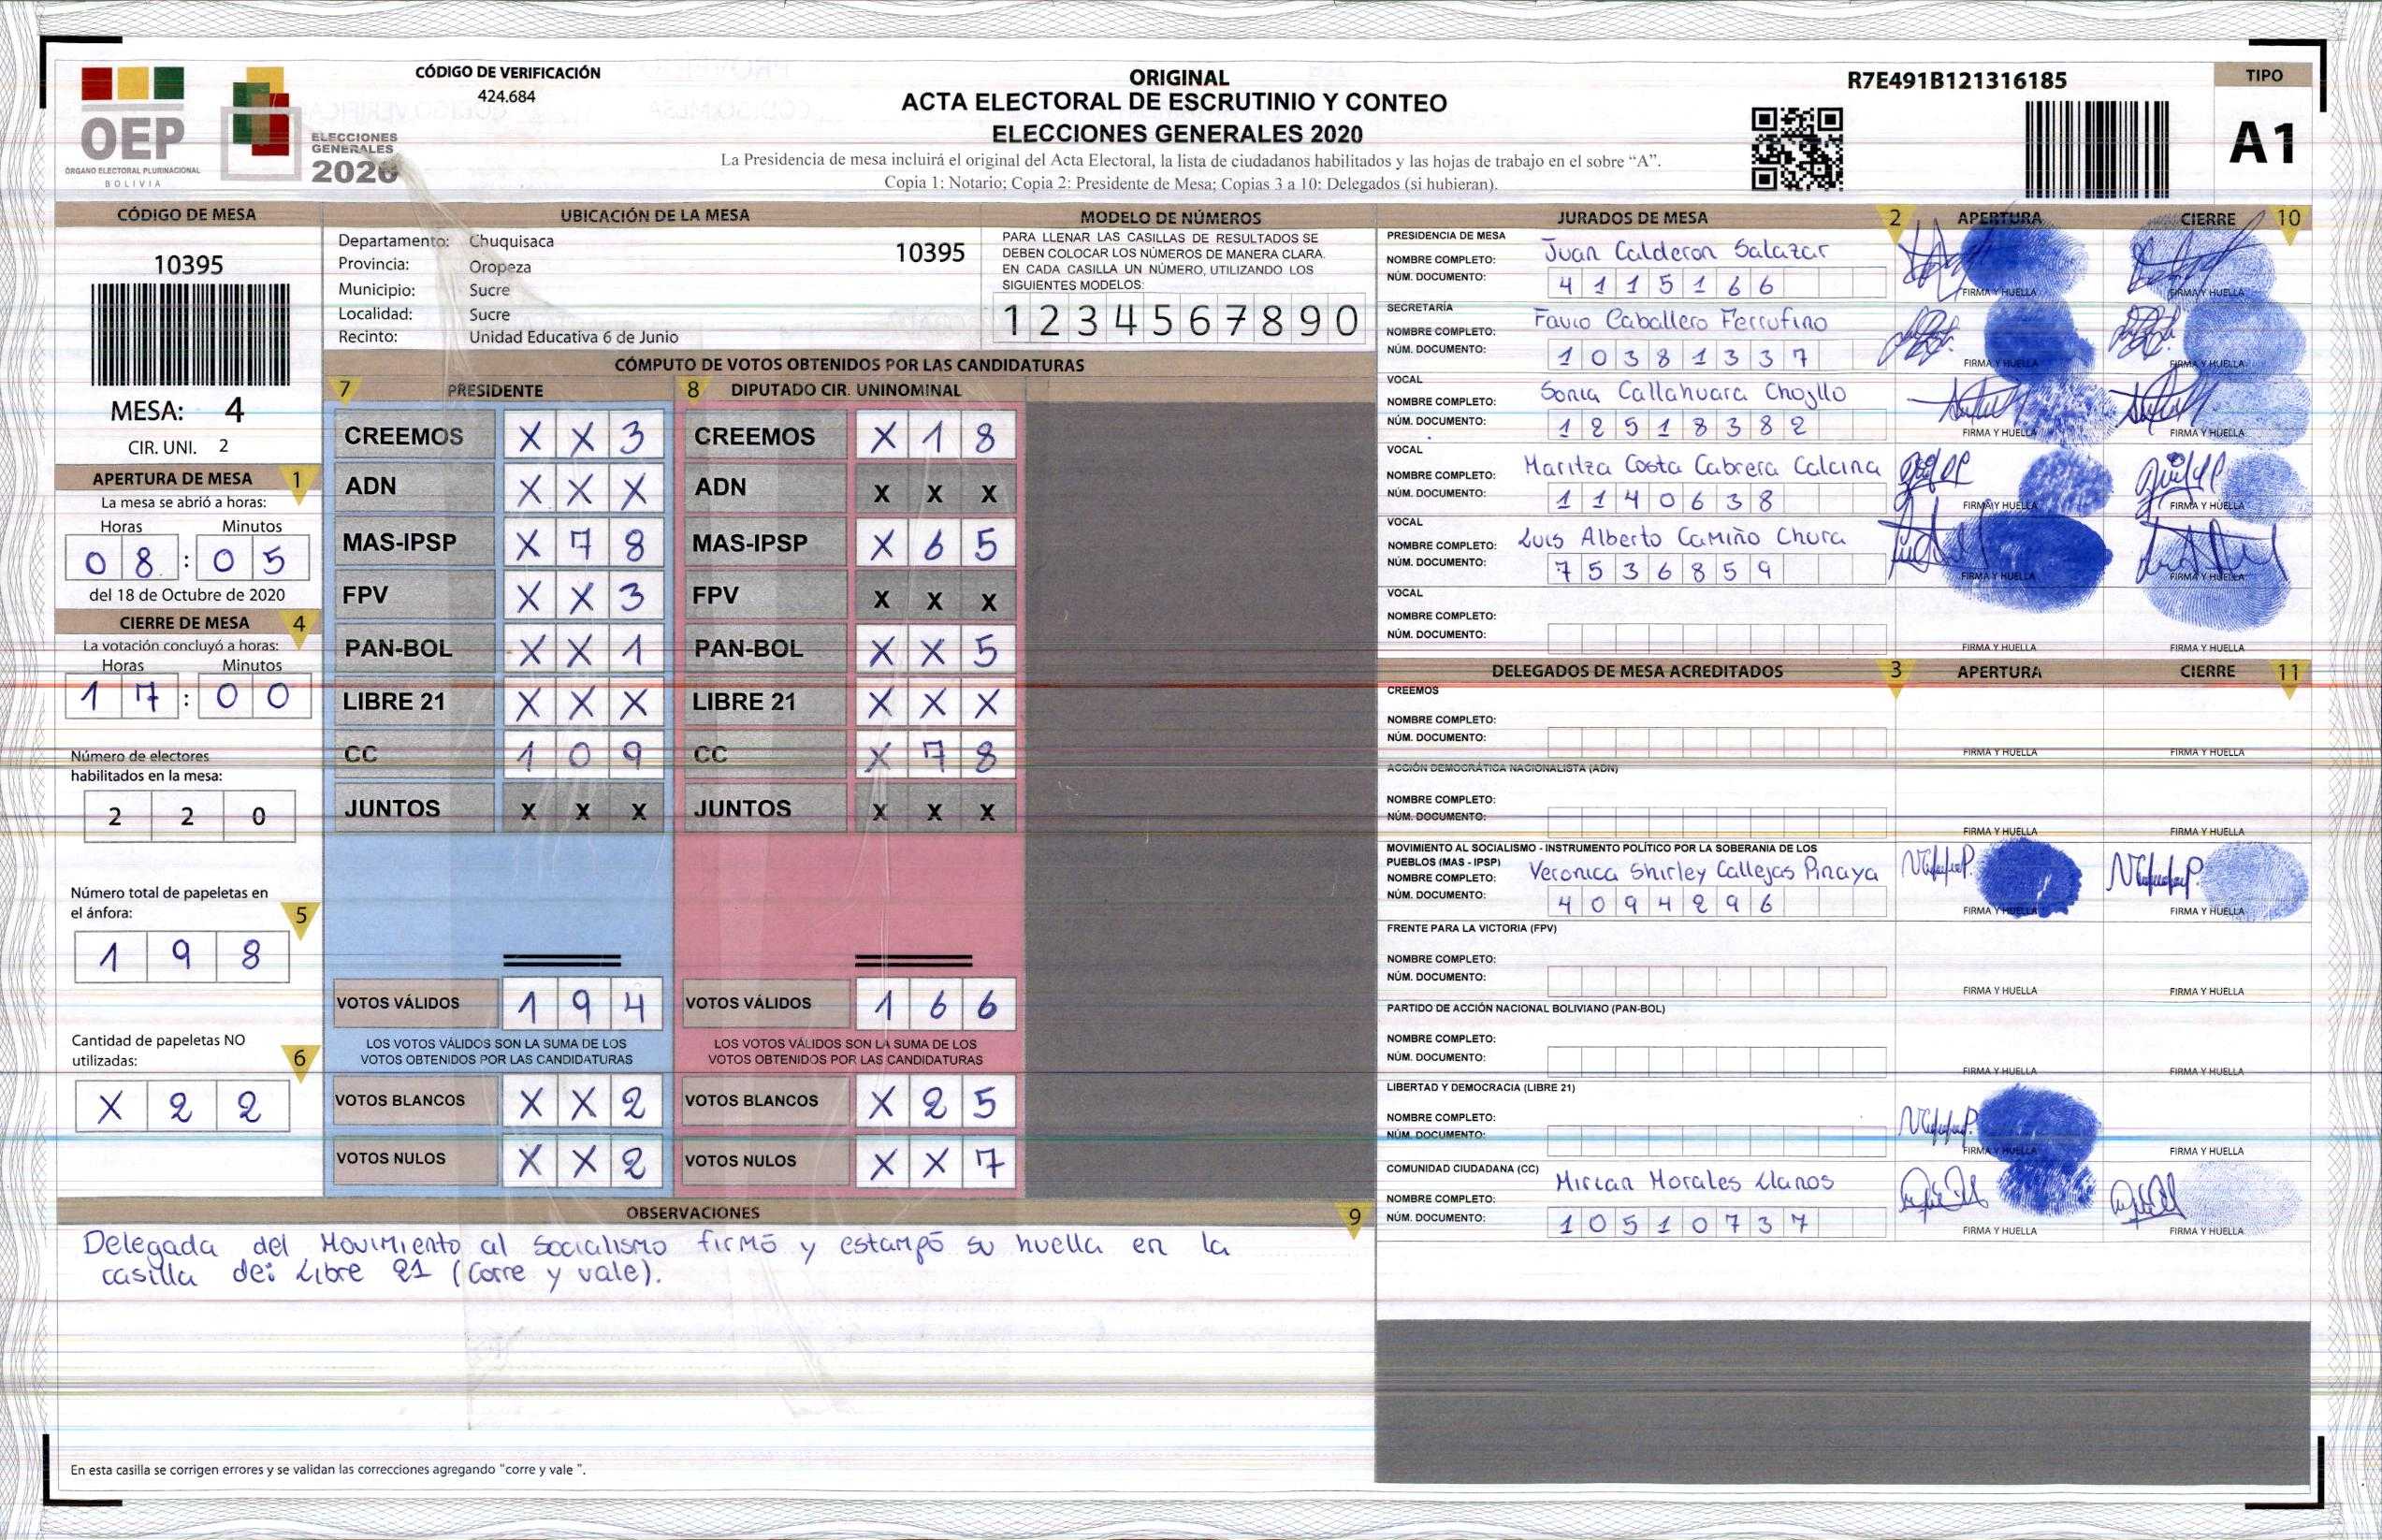 CÓDIGO DE VERIFICACIÓN
424.684
OEP
ÓRGANO ELECTORAL PLURINACIONAL
BOLIVIA
ELECCIONES
GENERALES
2020
ORIGINAL
ACTA ELECTORAL DE ESCRUTINIO Y CONTEO
ELECCIONES GENERALES 2020
La Presidencia de mesa incluirá el original del Acta Electoral, la lista de ciudadanos habilitados y las hojas de trabajo en el sobre “A”.
Copia 1: Notario; Copia 2: Presidente de Mesa; Copias 3 a 10: Delegados (si hubieran).
R7E491B121316185
TIPO
A1
CÓDIGO DE MESA
10395
MESA: 4
CIR. UNI. 2
APERTURA DE MESA 1
La mesa se abrió a horas:
Horas Minutos
0 8 : 0 5
del 18 de Octubre de 2020
CIERRE DE MESA 4
La votación concluyó a horas:
Horas Minutos
1 7 : 0 0
Número de electores
habilitados en la mesa:
2 2 0
Número total de papeletas en
el ánfora: 5
1 9 8
Cantidad de papeletas NO
utilizadas: 6
X 2 2
UBICACIÓN DE LA MESA
Departamento: Chuquisaca 10395
Provincia: Oropeza
Municipio: Sucre
Localidad: Sucre
Recinto: Unidad Educativa 6 de Junio
MODELO DE NÚMEROS
PARA LLENAR LAS CASILLAS DE RESULTADOS SE
DEBEN COLOCAR LOS NÚMEROS DE MANERA CLARA.
EN CADA CASILLA UN NÚMERO, UTILIZANDO LOS
SIGUIENTES MODELOS:
1 2 3 4 5 6 7 8 9 0
CÓMPUTO DE VOTOS OBTENIDOS POR LAS CANDIDATURAS
7 PRESIDENTE 8 DIPUTADO CIR. UNINOMINAL
CREEMOS X X 3 CREEMOS X 1 8
ADN X X X ADN X X X
MAS-IPSP X 7 8 MAS-IPSP X 6 5
FPV X X 3 FPV X X X
PAN-BOL X X 1 PAN-BOL X X 5
LIBRE 21 X X X LIBRE 21 X X X
CC 1 0 9 CC X 7 8
JUNTOS X X X JUNTOS X X X
VOTOS VÁLIDOS 1 9 4 VOTOS VÁLIDOS 1 6 6
LOS VOTOS VÁLIDOS SON LA SUMA DE LOS LOS VOTOS VÁLIDOS SON LA SUMA DE LOS
VOTOS OBTENIDOS POR LAS CANDIDATURAS VOTOS OBTENIDOS POR LAS CANDIDATURAS
VOTOS BLANCOS X X 2 VOTOS BLANCOS X 2 5
VOTOS NULOS X X 2 VOTOS NULOS X X 7
OBSERVACIONES 9
Delegada del Movimiento al Socialismo firmó y estampó su huella en la
casilla de: Libre 21 (Corre y vale).
En esta casilla se corrigen errores y se validan las correcciones agregando "corre y vale ".
JURADOS DE MESA 2 APERTURA CIERRE 10
PRESIDENCIA DE MESA
NOMBRE COMPLETO: Juan Calderon Salazar
NÚM. DOCUMENTO: 4 1 1 5 1 6 6
FIRMA Y HUELLA FIRMA Y HUELLA
SECRETARÍA
NOMBRE COMPLETO: Favio Caballero Ferrufino
NÚM. DOCUMENTO: 1 0 3 8 1 3 3 7
FIRMA Y HUELLA FIRMA Y HUELLA
VOCAL
NOMBRE COMPLETO: Sonia Callahuara Chojllo
NÚM. DOCUMENTO: 1 2 5 1 8 3 8 2
FIRMA Y HUELLA FIRMA Y HUELLA
VOCAL
NOMBRE COMPLETO: Maritza Costa Cabrera Calcina
NÚM. DOCUMENTO: 1 1 4 0 6 3 8
FIRMA Y HUELLA FIRMA Y HUELLA
VOCAL
NOMBRE COMPLETO: Luis Alberto Camiño Chura
NÚM. DOCUMENTO: 7 5 3 6 8 5 9
FIRMA Y HUELLA FIRMA Y HUELLA
VOCAL
NOMBRE COMPLETO:
NÚM. DOCUMENTO:
FIRMA Y HUELLA FIRMA Y HUELLA
DELEGADOS DE MESA ACREDITADOS 3 APERTURA CIERRE 11
CREEMOS
NOMBRE COMPLETO:
NÚM. DOCUMENTO:
FIRMA Y HUELLA FIRMA Y HUELLA
ACCIÓN DEMOCRÁTICA NACIONALISTA (ADN)
NOMBRE COMPLETO:
NÚM. DOCUMENTO:
FIRMA Y HUELLA FIRMA Y HUELLA
MOVIMIENTO AL SOCIALISMO - INSTRUMENTO POLÍTICO POR LA SOBERANIA DE LOS
PUEBLOS (MAS - IPSP)
NOMBRE COMPLETO: Veronica Shirley Callejas Pinaya
NÚM. DOCUMENTO: 4 0 9 4 2 9 6
FIRMA Y HUELLA FIRMA Y HUELLA
FRENTE PARA LA VICTORIA (FPV)
NOMBRE COMPLETO:
NÚM. DOCUMENTO:
FIRMA Y HUELLA FIRMA Y HUELLA
PARTIDO DE ACCIÓN NACIONAL BOLIVIANO (PAN-BOL)
NOMBRE COMPLETO:
NÚM. DOCUMENTO:
FIRMA Y HUELLA FIRMA Y HUELLA
LIBERTAD Y DEMOCRACIA (LIBRE 21)
NOMBRE COMPLETO:
NÚM. DOCUMENTO:
FIRMA Y HUELLA FIRMA Y HUELLA
COMUNIDAD CIUDADANA (CC)
NOMBRE COMPLETO: Mirian Morales Llanos
NÚM. DOCUMENTO: 1 0 5 1 0 7 3 7
FIRMA Y HUELLA FIRMA Y HUELLA